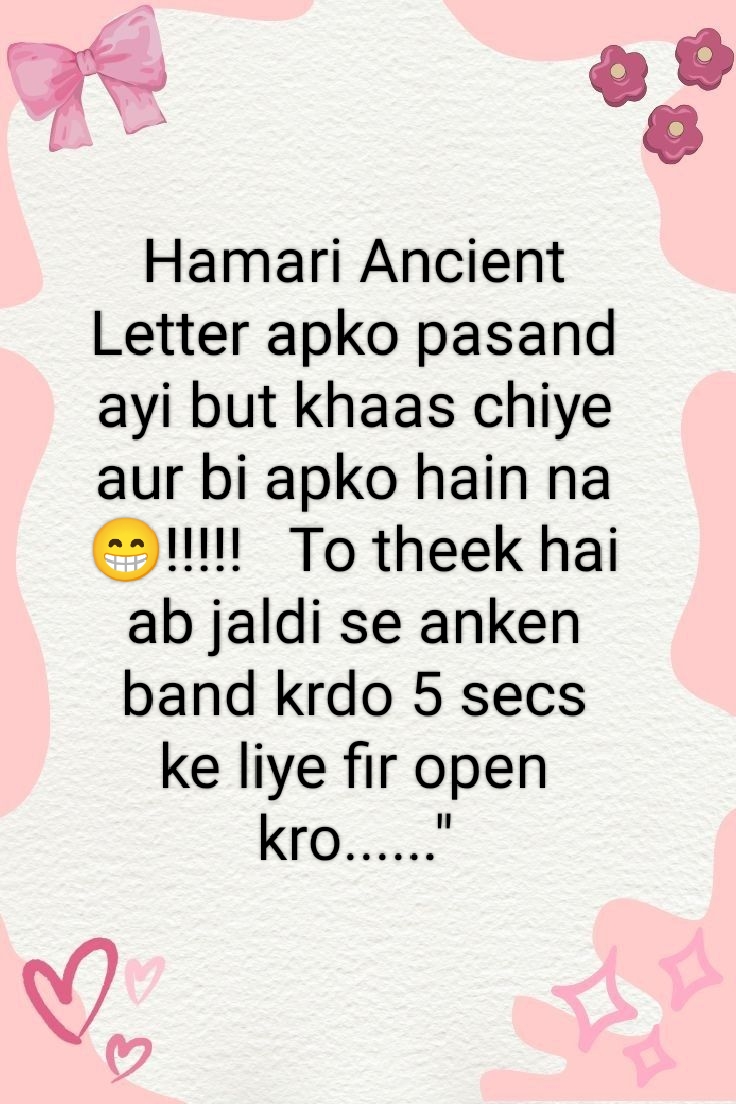 Hamari Ancient
Letter apko pasand
ayi but khaas chiye
aur bi apko hain na
😁!!!!!   To theek hai
ab jaldi se anken
band krdo 5 secs
ke liye fir open
kro......"